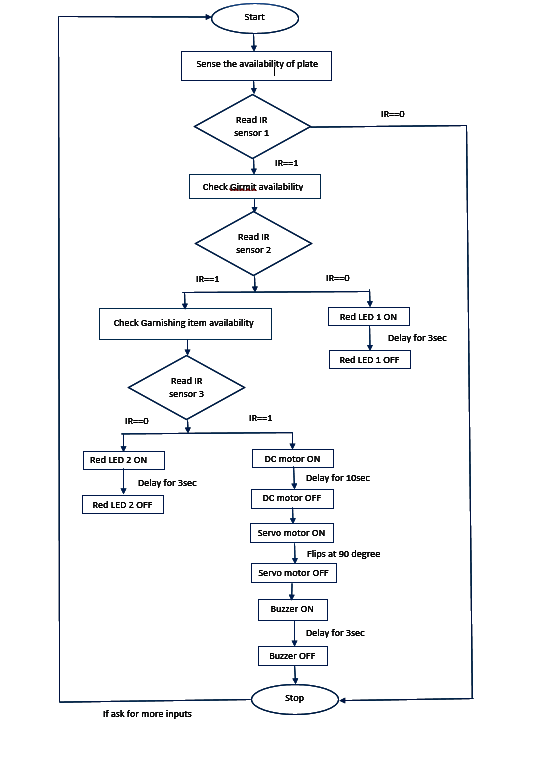 Start
Sense the availability of plate
Read IR
sensor 1
IR==0
IR==1
Check Girmit availability
Read IR
sensor 2
IR==1
IR==0
Check Garnishing item availability
Red LED 1 ON
Delay for 3sec
Red LED 1 OFF
Read IR
sensor 3
IR==0
IR==1
Red LED 2 ON
Delay for 3sec
Red LED 2 OFF
DC motor ON
Delay for 10sec
DC motor OFF
Servo motor ON
Flips at 90 degree
Servo motor OFF
Buzzer ON
Delay for 3sec
Buzzer OFF
Stop
If ask for more inputs